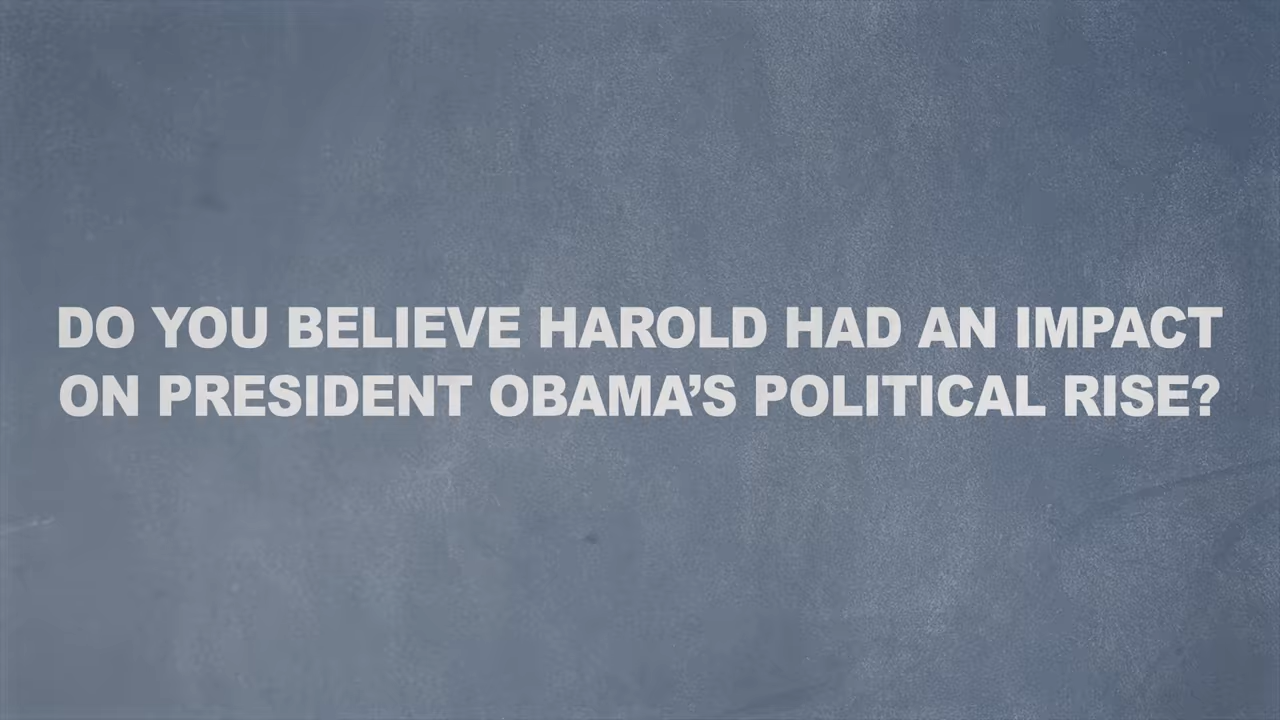 DO YOU BELIEVE HAROLD HAD AN IMPACT
ON PRESIDENT OBAMA’S POLITICAL RISE?